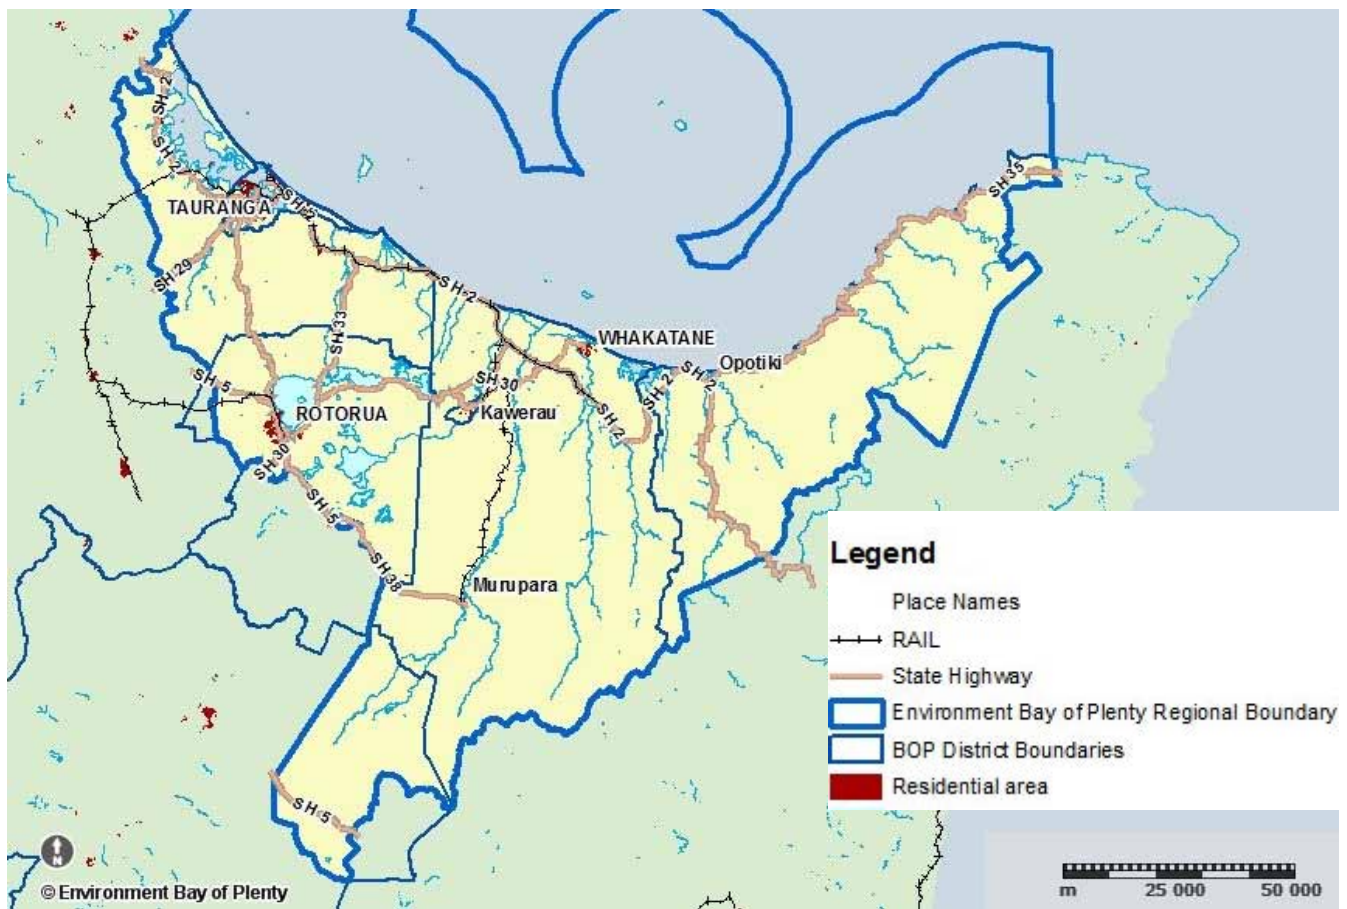 SH 2
SH 2
SH 35
TAURANGA
SH 2
SH 29
SH 2
SH 33
WHAKATANE
SH 5
SH 30
SH 2
SH 2
Opotiki
ROTORUA
Kawerau
SH 2
SH 30
SH 5
SH 38
Murupara
SH 5
Legend
Place Names
RAIL
State Highway
Environment Bay of Plenty Regional Boundary
BOP District Boundaries
Residential area
N
© Environment Bay of Plenty
m 25 000 50 000